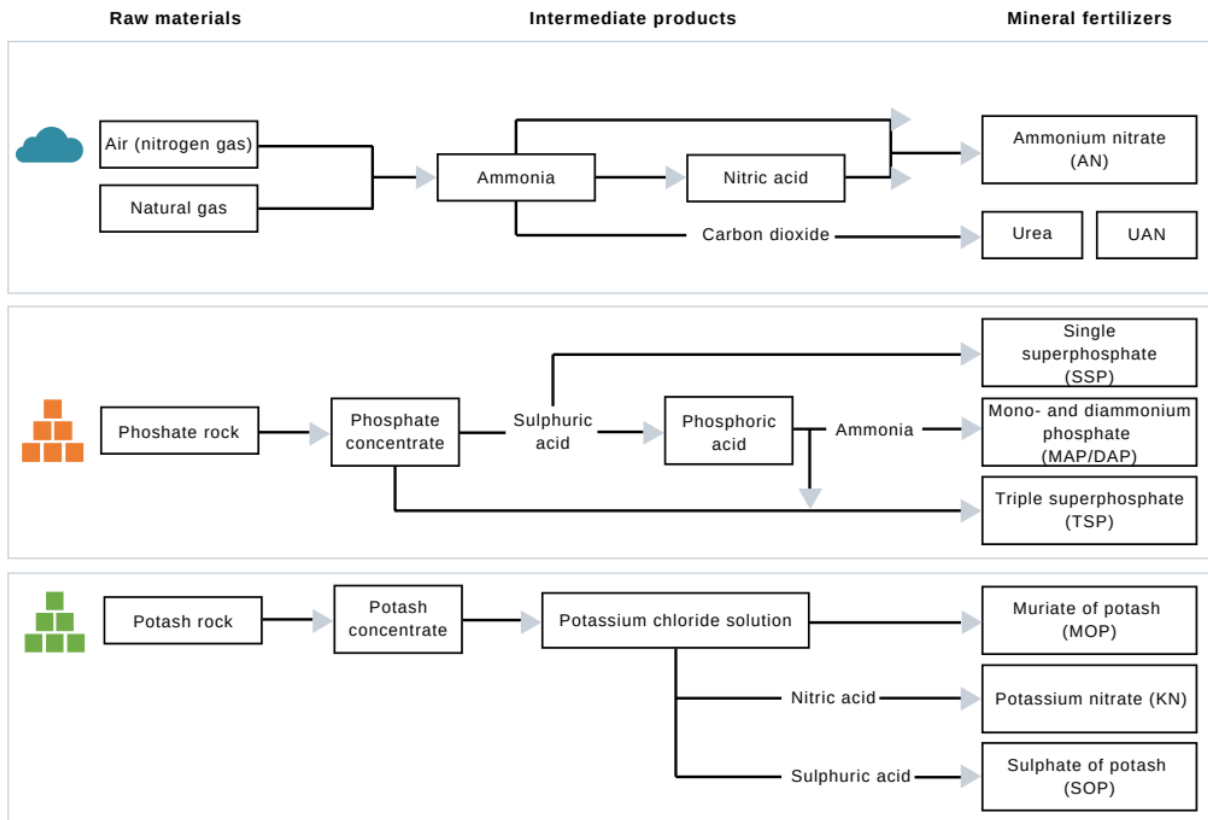 Raw materials
Intermediate products
Mineral fertilizers
Air (nitrogen gas)
Natural gas
Ammonia
Nitric acid
Carbon dioxide
Ammonium nitrate
(AN)
Urea
UAN
Phoshate rock
Phosphate
concentrate
Sulphuric
acid
Phosphoric
acid
Ammonia
Single
superphosphate
(SSP)
Mono- and diammonium
phosphate
(MAP/DAP)
Triple superphosphate
(TSP)
Potash rock
Potash
concentrate
Potassium chloride solution
Nitric acid
Sulphuric acid
Muriate of potash
(MOP)
Potassium nitrate (KN)
Sulphate of potash
(SOP)